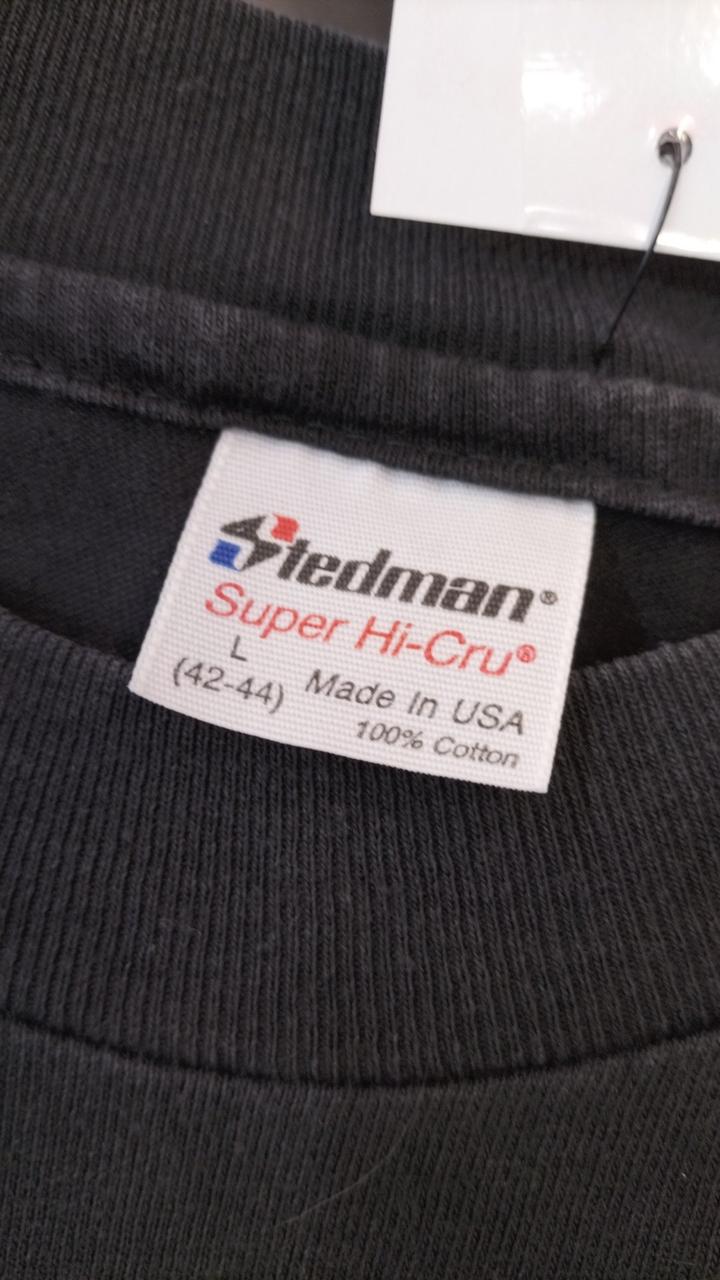 Stedman®
Super Hi-Cru®
L
(42-44) Made In USA
100% Cotton